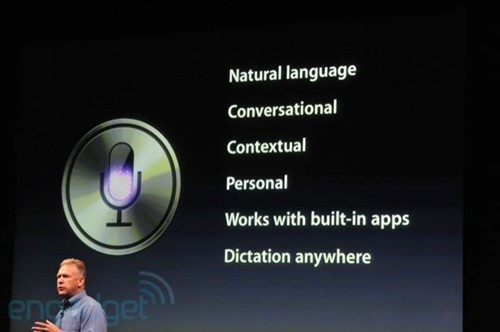 Natural language
Conversational
Contextual
Personal
Works with built-in apps
Dictation anywhere
engadget